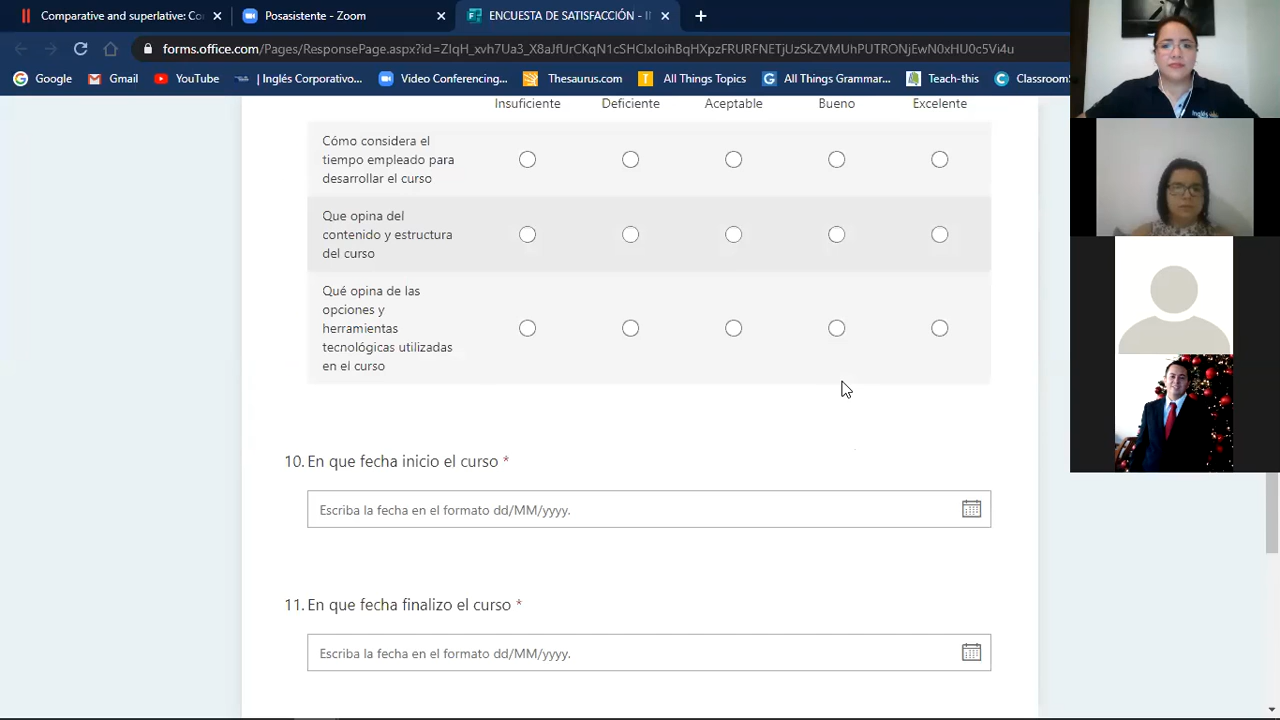 Comparative and superlative: Co
Posasistente - Zoom
ENCUESTA DE SATISFACCIÓN - I
forms.office.com/Pages/ResponsePage.aspx?id=ZIqH_xvh7Ua3_X8aJfUrCKqN1cSHClxIoihBqHXpzFRURFNETjUzSkZVMUhPUTRONjEwN0xHU0c5Vi4u
Google
Gmail
YouTube
| Inglés Corporativo...
Video Conferencing...
Thesaurus.com
All Things Topics
All Things Grammar...
Teach-this
Classroom
Insuficiente
Deficiente
Aceptable
Bueno
Excelente
Cómo considera el
tiempo empleado para
desarrollar el curso
Que opina del
contenido y estructura
del curso
Qué opina de las
opciones y
herramientas
tecnológicas utilizadas
en el curso
10. En que fecha inicio el curso *
Escriba la fecha en el formato dd/MM/yyyy.
11. En que fecha finalizo el curso *
Escriba la fecha en el formato dd/MM/yyyy.